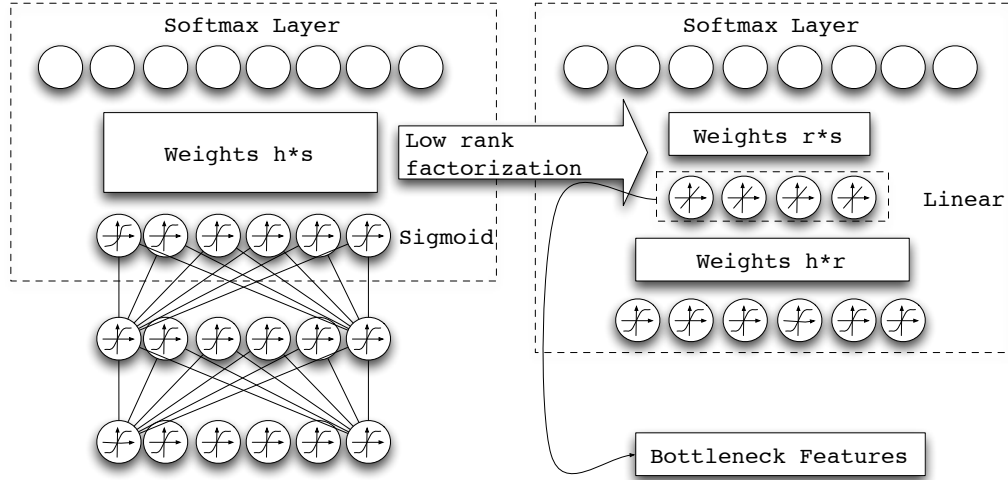 Softmax Layer
Weights h*s
Sigmoid
Low rank
factorization
Softmax Layer
Weights r*s
Linear
Weights h*r
Bottleneck Features